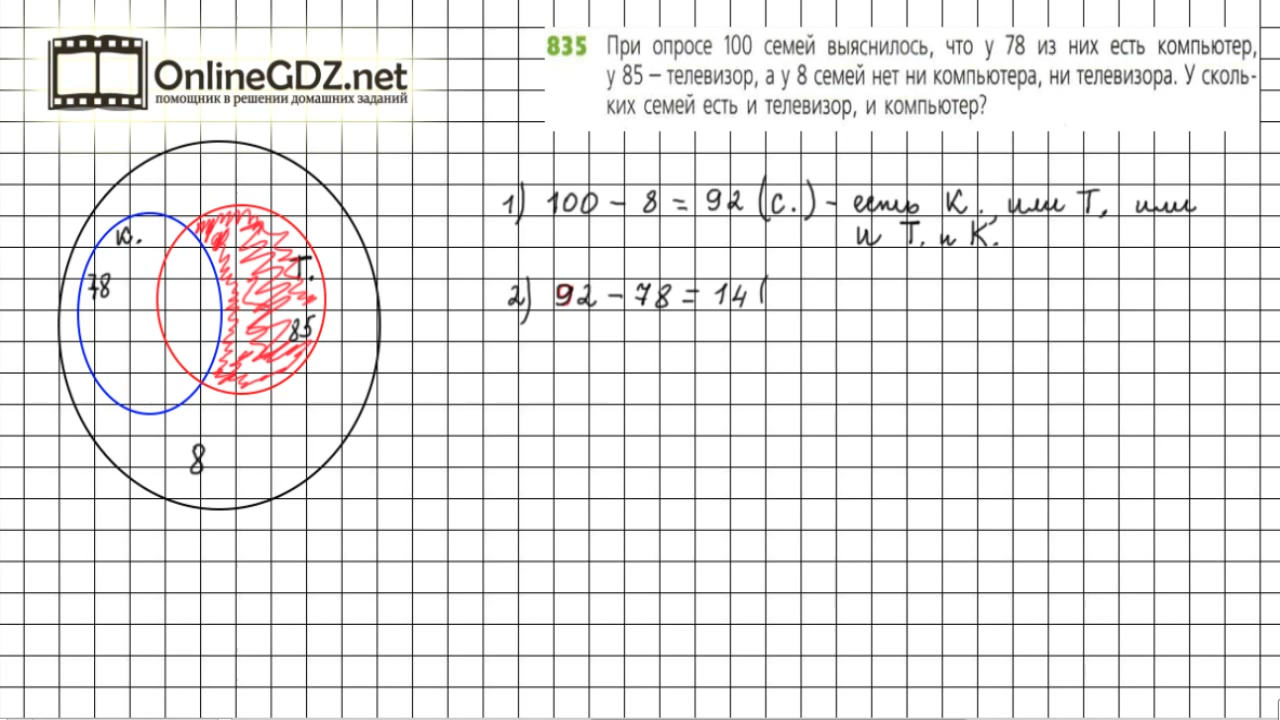 OnlineGDZ.net
помощник в решении домашних заданий
835 При опросе 100 семей выяснилось, что у 78 из них есть компьютер,
у 85 – телевизор, а у 8 семей нет ни компьютера, ни телевизора. У сколь-
ких семей есть и телевизор, и компьютер?
к.
78
Т.
85
8
1) 100 - 8 = 92 (с.) - есть К., или Т, или
и Т. и К.
2) 92 - 78 = 14 (